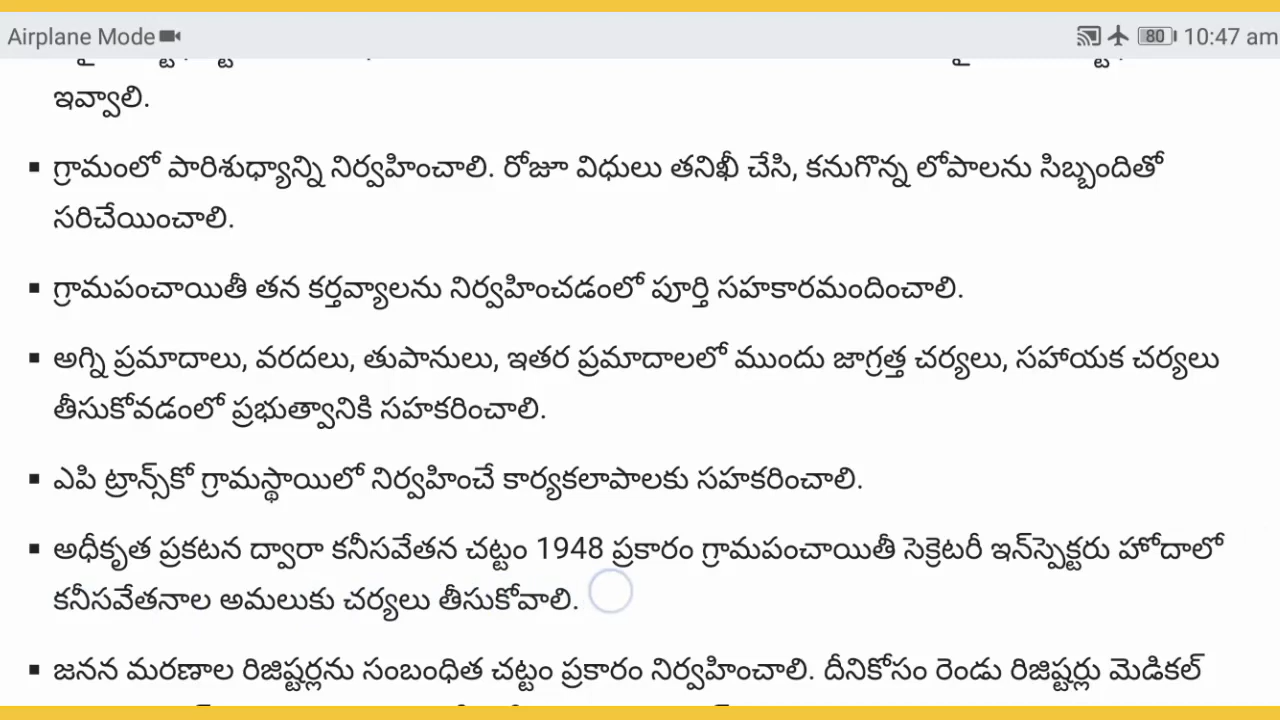 Airplane Mode 80 10:47 am
ఇవ్వాలి.
▪ గ్రామంలో పారిశుధ్యాన్ని నిర్వహించాలి. రోజూ విధులు తనిఖీ చేసి, కనుగొన్న లోపాలను సిబ్బందితో
సరిచేయించాలి.
▪ గ్రామపంచాయితీ తన కర్తవ్యాలను నిర్వహించడంలో పూర్తి సహకారమందించాలి.
▪ అగ్ని ప్రమాదాలు, వరదలు, తుపానులు, ఇతర ప్రమాదాలలో ముందు జాగ్రత్త చర్యలు, సహాయక చర్యలు
తీసుకోవడంలో ప్రభుత్వానికి సహకరించాలి.
▪ ఎపి ట్రాన్స్‌కో గ్రామస్థాయిలో నిర్వహించే కార్యకలాపాలకు సహకరించాలి.
▪ అధీకృత ప్రకటన ద్వారా కనీసవేతన చట్టం 1948 ప్రకారం గ్రామపంచాయితీ సెక్రెటరీ ఇన్‌స్పెక్టరు హోదాలో
కనీసవేతనాల అమలుకు చర్యలు తీసుకోవాలి.
▪ జనన మరణాల రిజిష్టర్లను సంబంధిత చట్టం ప్రకారం నిర్వహించాలి. దీనికోసం రెండు రిజిష్టర్లు మెడికల్